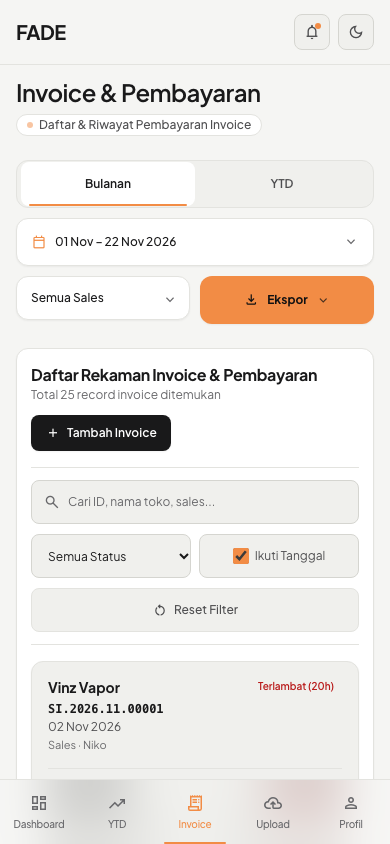 FADE
Invoice & Pembayaran
Daftar & Riwayat Pembayaran Invoice
Bulanan
YTD
01 Nov – 22 Nov 2026
Semua Sales
Ekspor
Daftar Rekaman Invoice & Pembayaran
Total 25 record invoice ditemukan
Tambah Invoice
Cari ID, nama toko, sales...
Semua Status
Ikuti Tanggal
Reset Filter
Vinz Vapor
Terlambat (20h)
SI.2026.11.00001
02 Nov 2026
Sales · Niko
Dashboard
YTD
Invoice
Upload
Profil